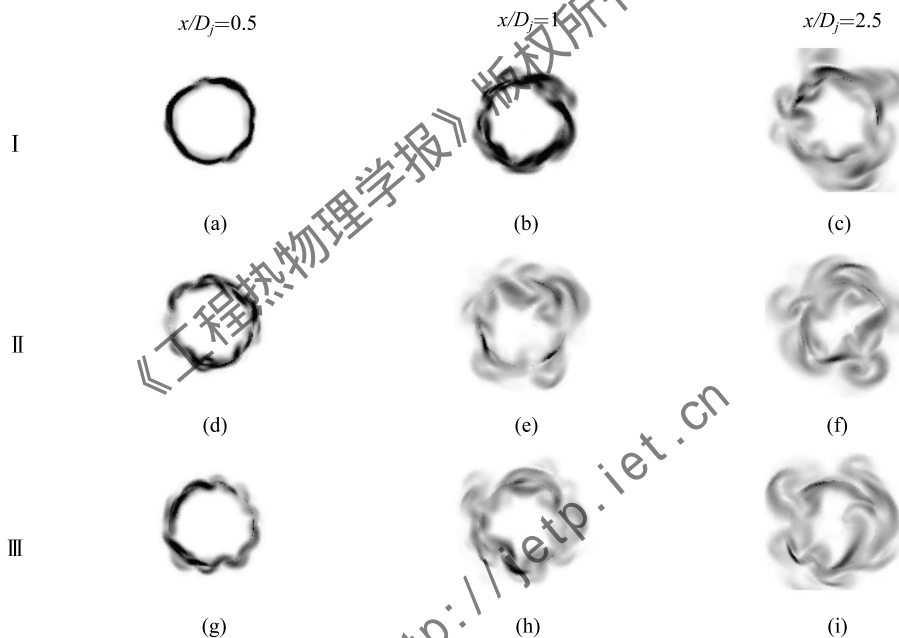 x/Dj=0.5 x/Dj=1 x/Dj=2.5
Ⅰ
(a) (b) (c)
Ⅱ
(d) (e) (f)
Ⅲ
(g) (h) (i)
《工程热物理学报》版权所
://jetp.iet.cn